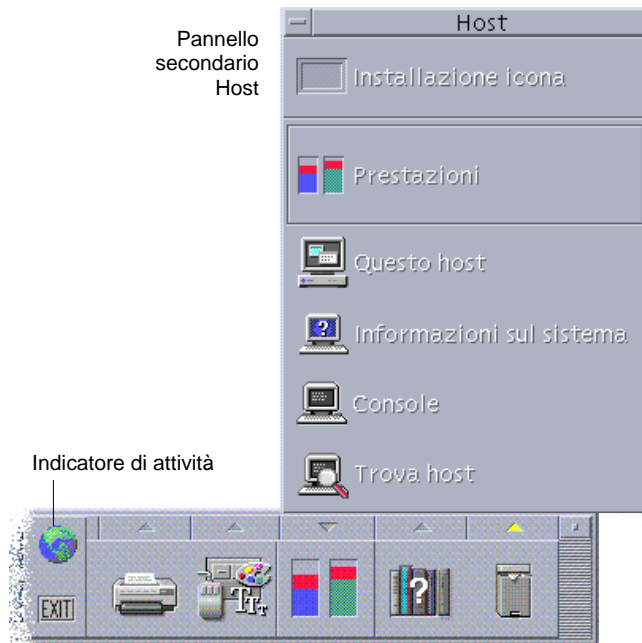 Pannello
secondario
Host
Host
Installazione icona
Prestazioni
Questo host
?
Informazioni sul sistema
Console
Trova host
Indicatore di attività
EXIT
TTT
?